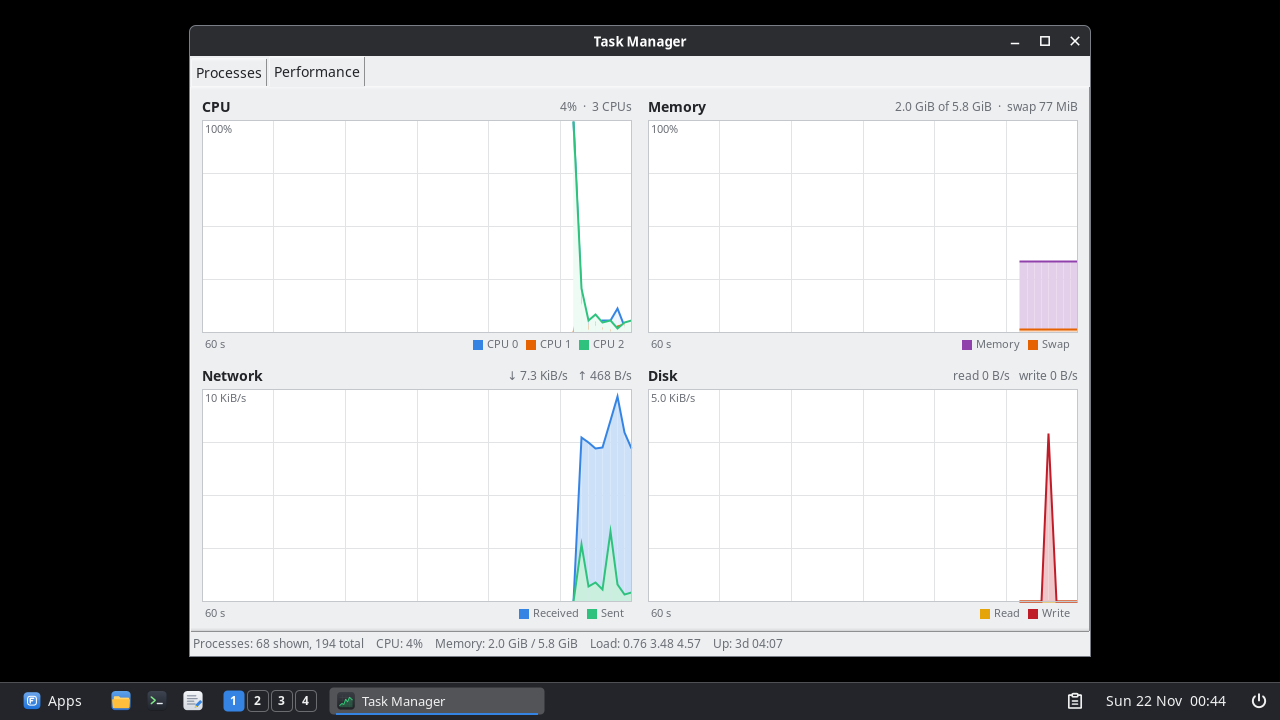 Task Manager
Processes
Performance
CPU
4%  ·  3 CPUs
100%
60 s
CPU 0
CPU 1
CPU 2
Memory
2.0 GiB of 5.8 GiB  ·  swap 77 MiB
100%
60 s
Memory
Swap
Network
↓ 7.3 KiB/s   ↑ 468 B/s
10 KiB/s
60 s
Received
Sent
Disk
read 0 B/s   write 0 B/s
5.0 KiB/s
60 s
Read
Write
Processes: 68 shown, 194 total   CPU: 4%   Memory: 2.0 GiB / 5.8 GiB   Load: 0.76 3.48 4.57   Up: 3d 04:07
Apps
1
2
3
4
Task Manager
Sun 22 Nov  00:44